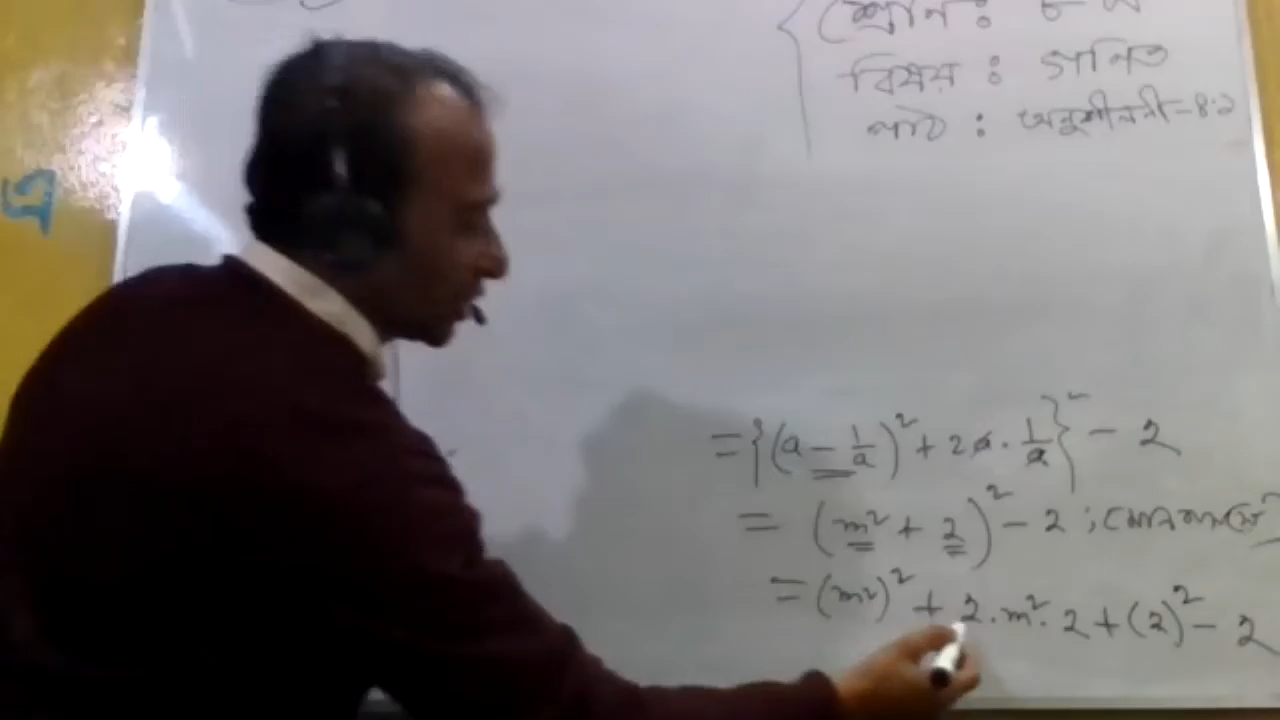 শ্রেণি : ৮ম
বিষয় : গণিত
পাঠ : অনুশীলনী-৪.১
এ
={(a - 1/a)² + 2a · 1/a}² - 2
= (m² + 2)² - 2 ;
= (m²)² + 2.m². 2 + (2)² - 2